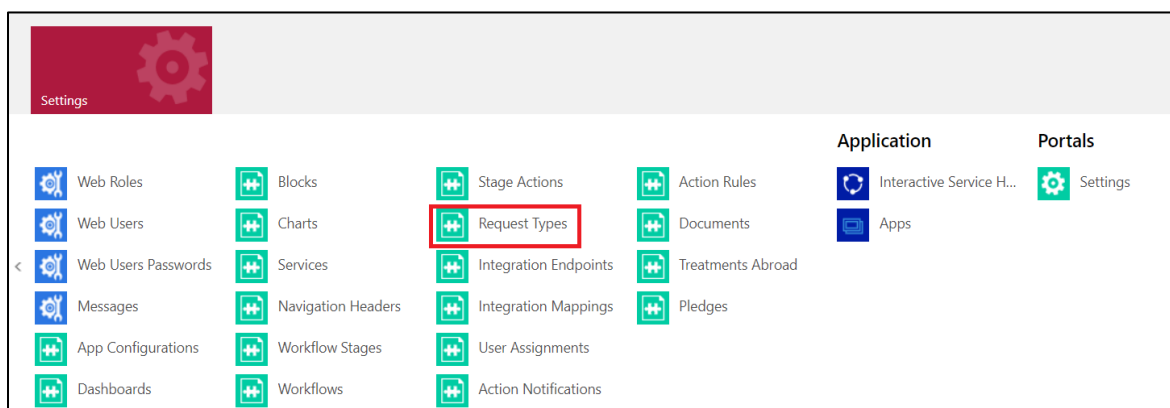 Settings
Application
Portals
Web Roles
Blocks
Stage Actions
Action Rules
Interactive Service H...
Settings
Web Users
Charts
Request Types
Documents
Apps
Web Users Passwords
Services
Integration Endpoints
Treatments Abroad
Messages
Navigation Headers
Integration Mappings
Pledges
App Configurations
Workflow Stages
User Assignments
Dashboards
Workflows
Action Notifications